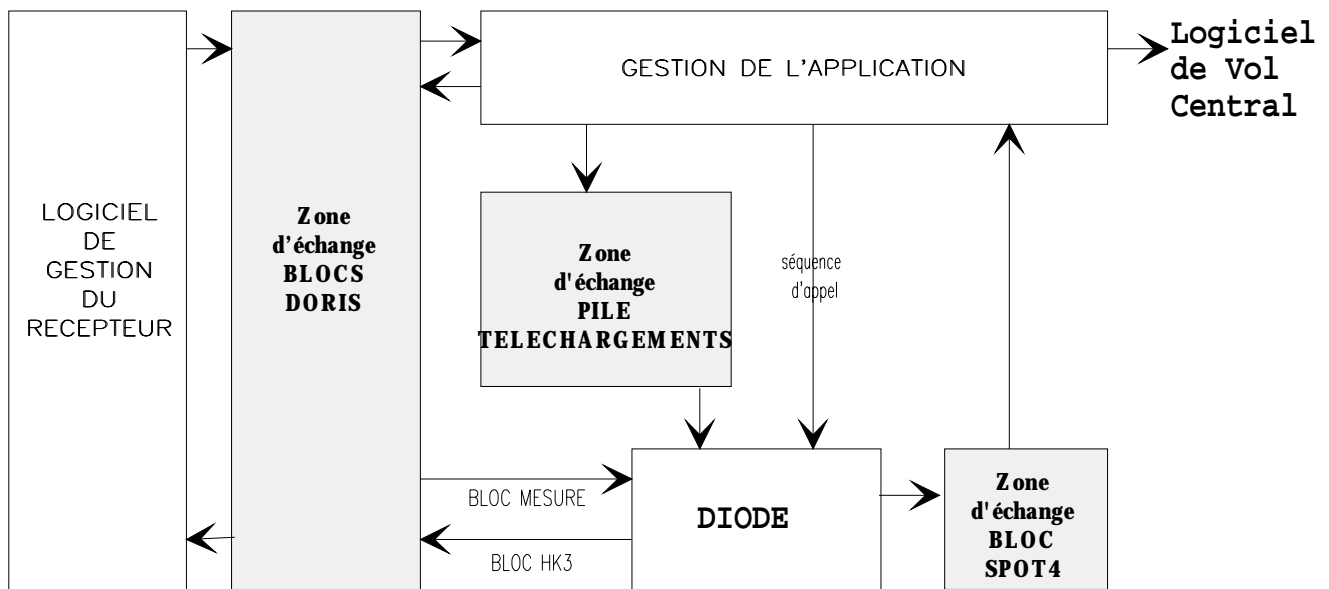 LOGICIEL
DE
GESTION
DU
RECEPTEUR
Zone
d'échange
BLOCS
DORIS
GESTION DE L'APPLICATION
Logiciel
de Vol
Central
Zone
d'échange
PILE
TELECHARGEMENTS
séquence
d'appel
BLOC MESURE
BLOC HK3
DIODE
Zone
d'échange
BLOC
SPOT4